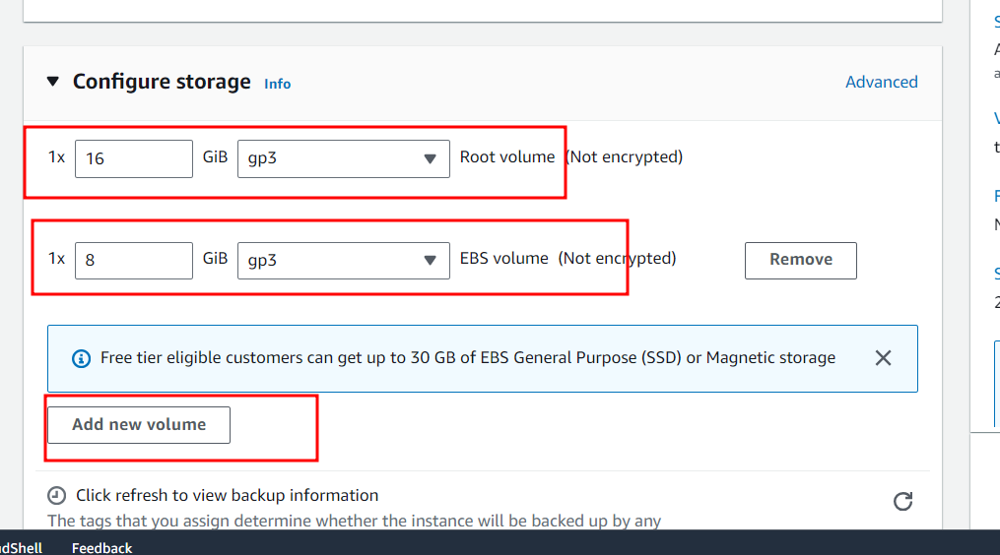 Configure storage Info Advanced
1x 16 GiB gp3 Root volume (Not encrypted)
1x 8 GiB gp3 EBS volume (Not encrypted) Remove
Free tier eligible customers can get up to 30 GB of EBS General Purpose (SSD) or Magnetic storage
Add new volume
Click refresh to view backup information
The tags that you assign determine whether the instance will be backed up by any
Feedback